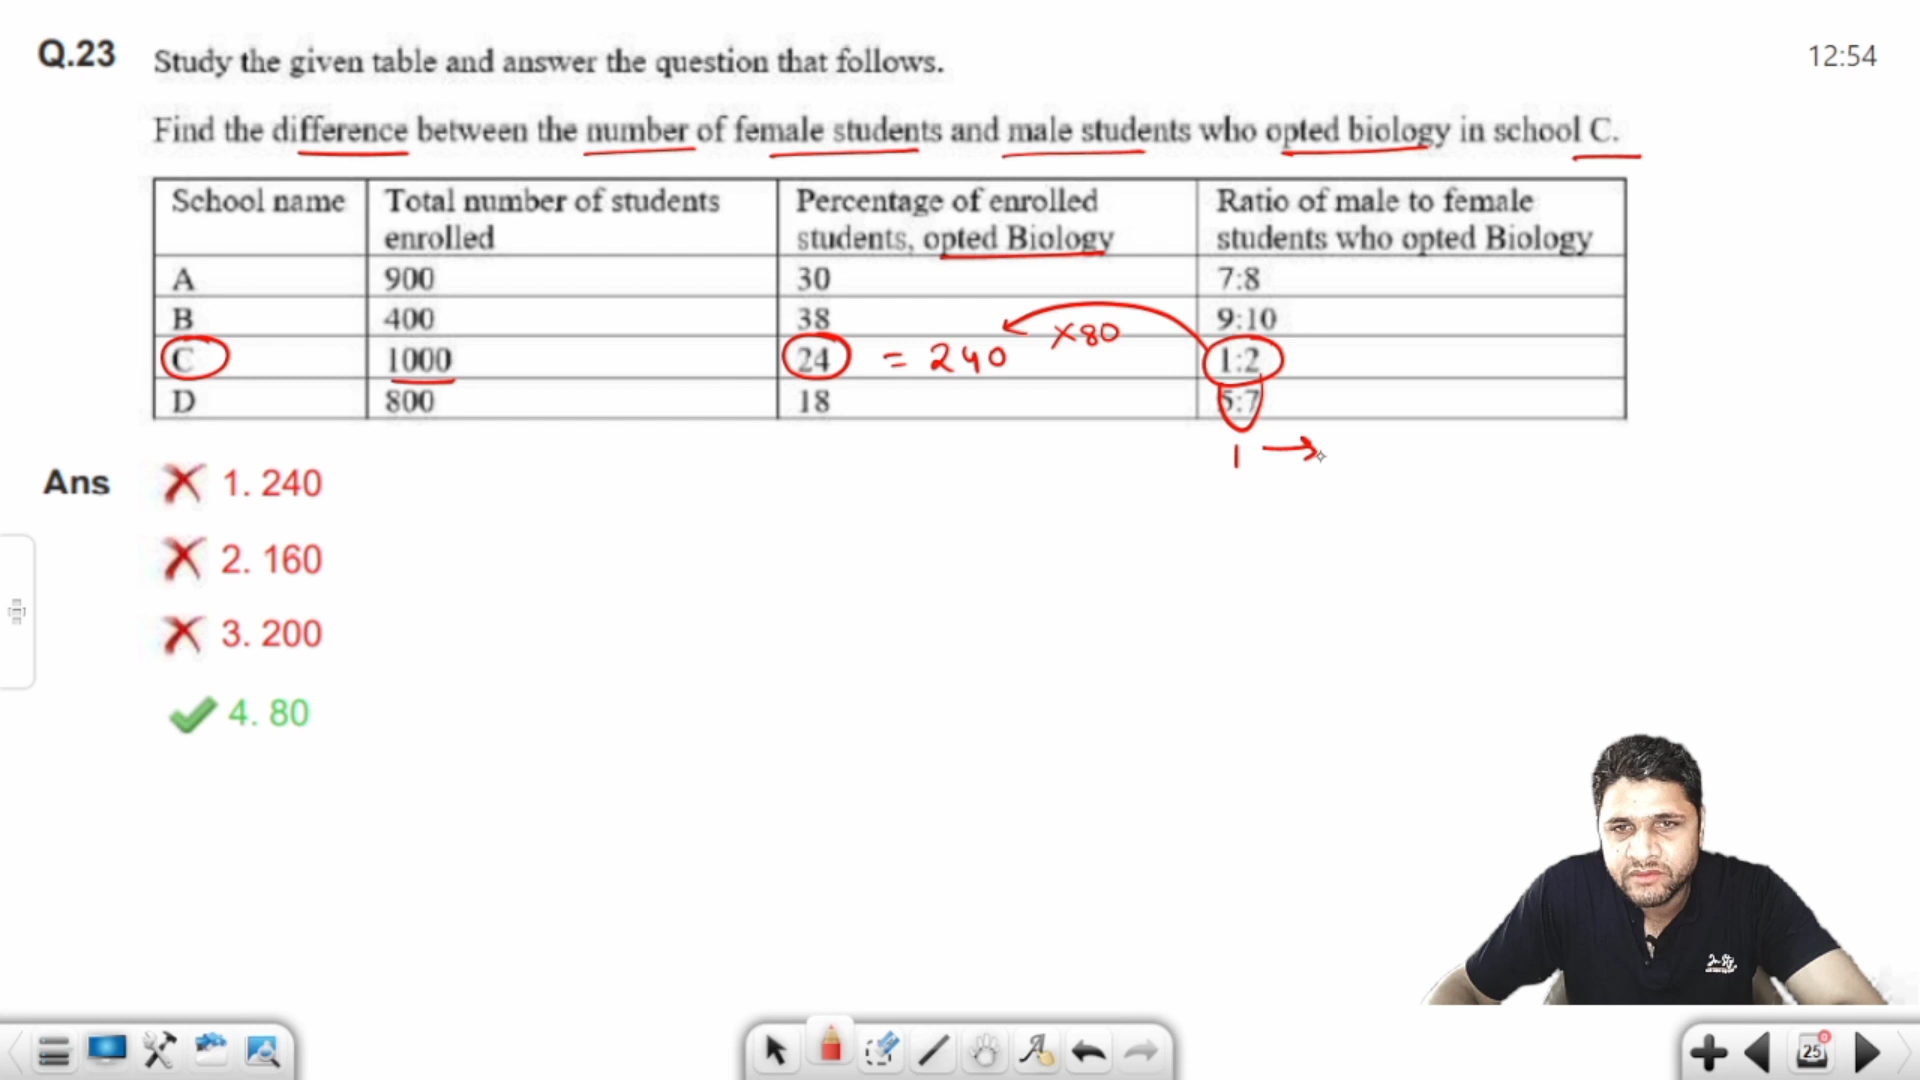 Q.23 Study the given table and answer the question that follows. 12:54
Find the difference between the number of female students and male students who opted biology in school C.
School name Total number of students enrolled Percentage of enrolled students, opted Biology Ratio of male to female students who opted Biology
A 900 30 7:8
B 400 38 9:10
×80
C 1000 24 = 240 1:2
D 800 18 5:7
1 →
Ans 1. 240
2. 160
3. 200
4. 80
25